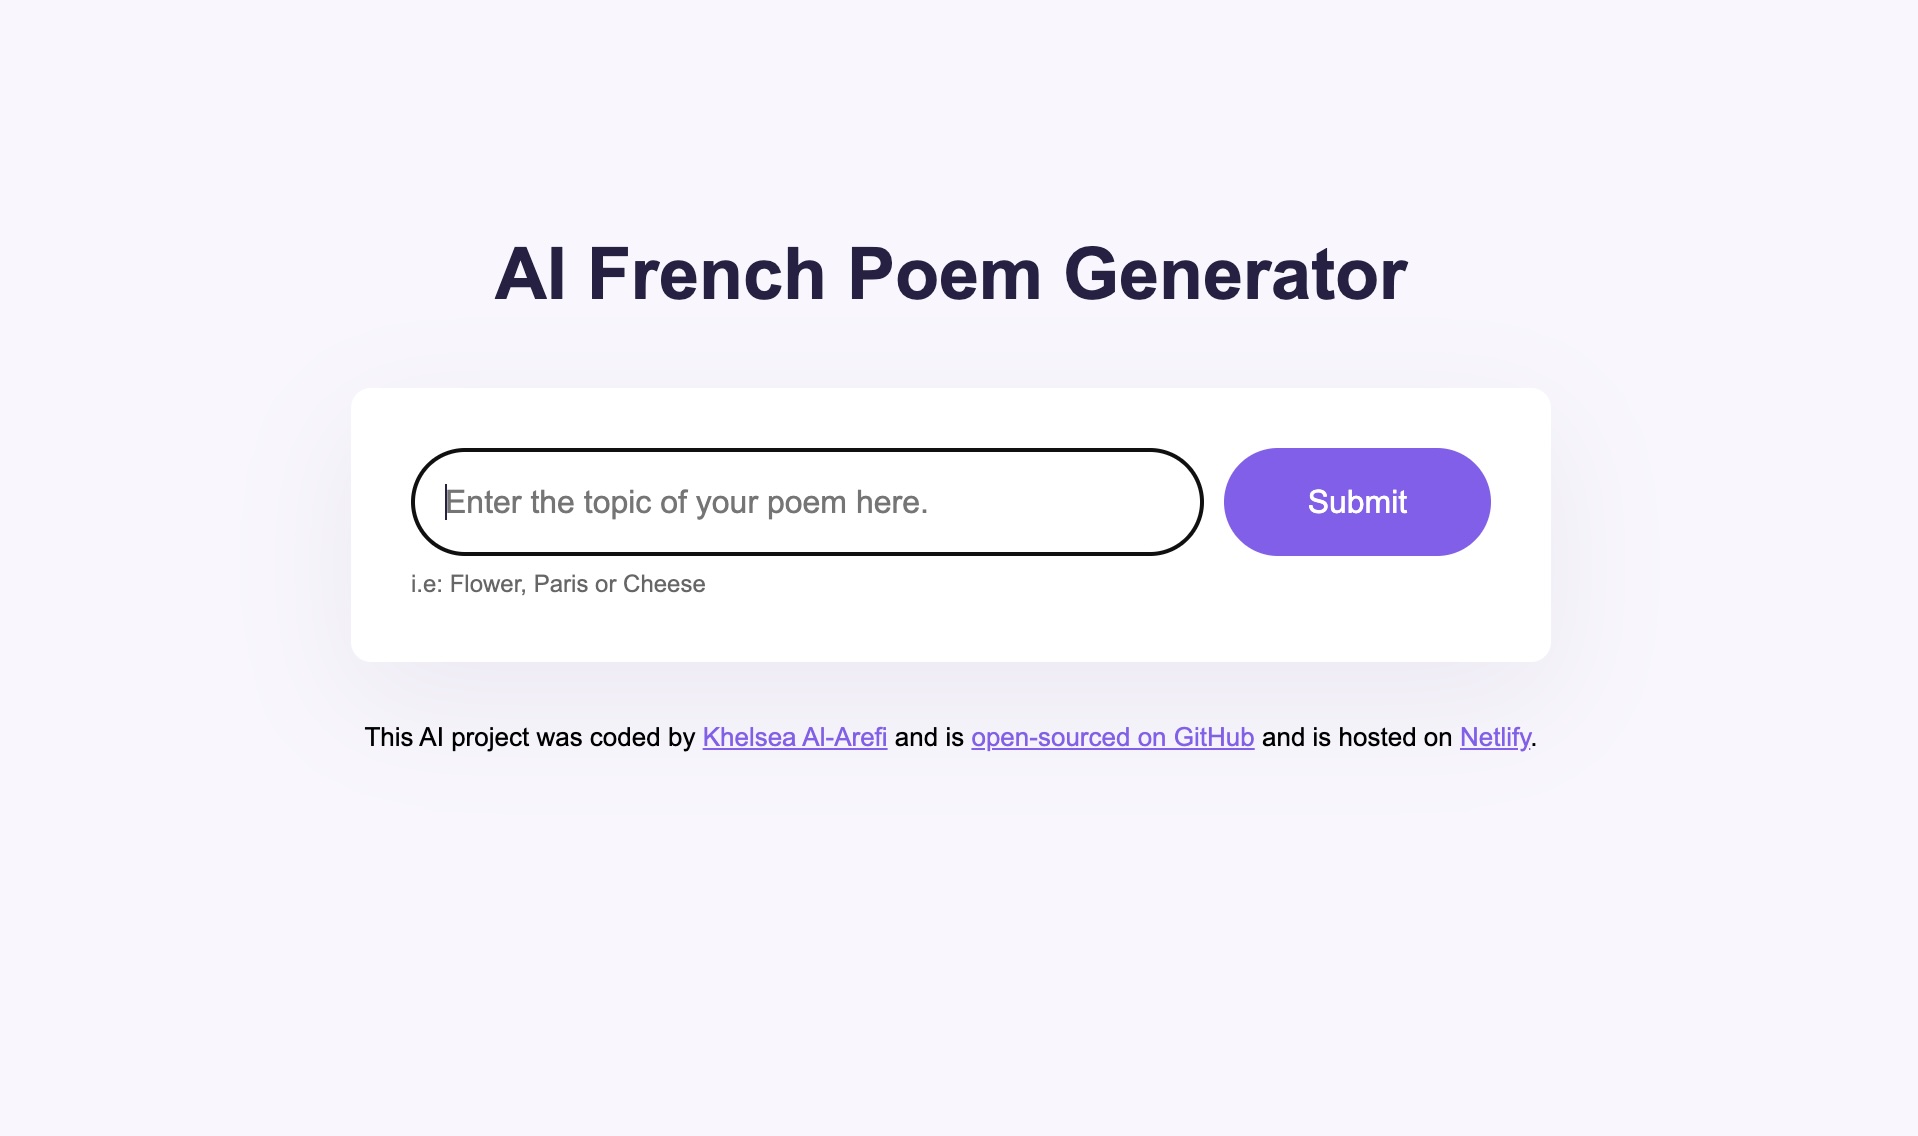 AI French Poem Generator
Enter the topic of your poem here.
Submit
i.e: Flower, Paris or Cheese
This AI project was coded by Khelsea Al-Arefi and is open-sourced on GitHub and is hosted on Netlify.